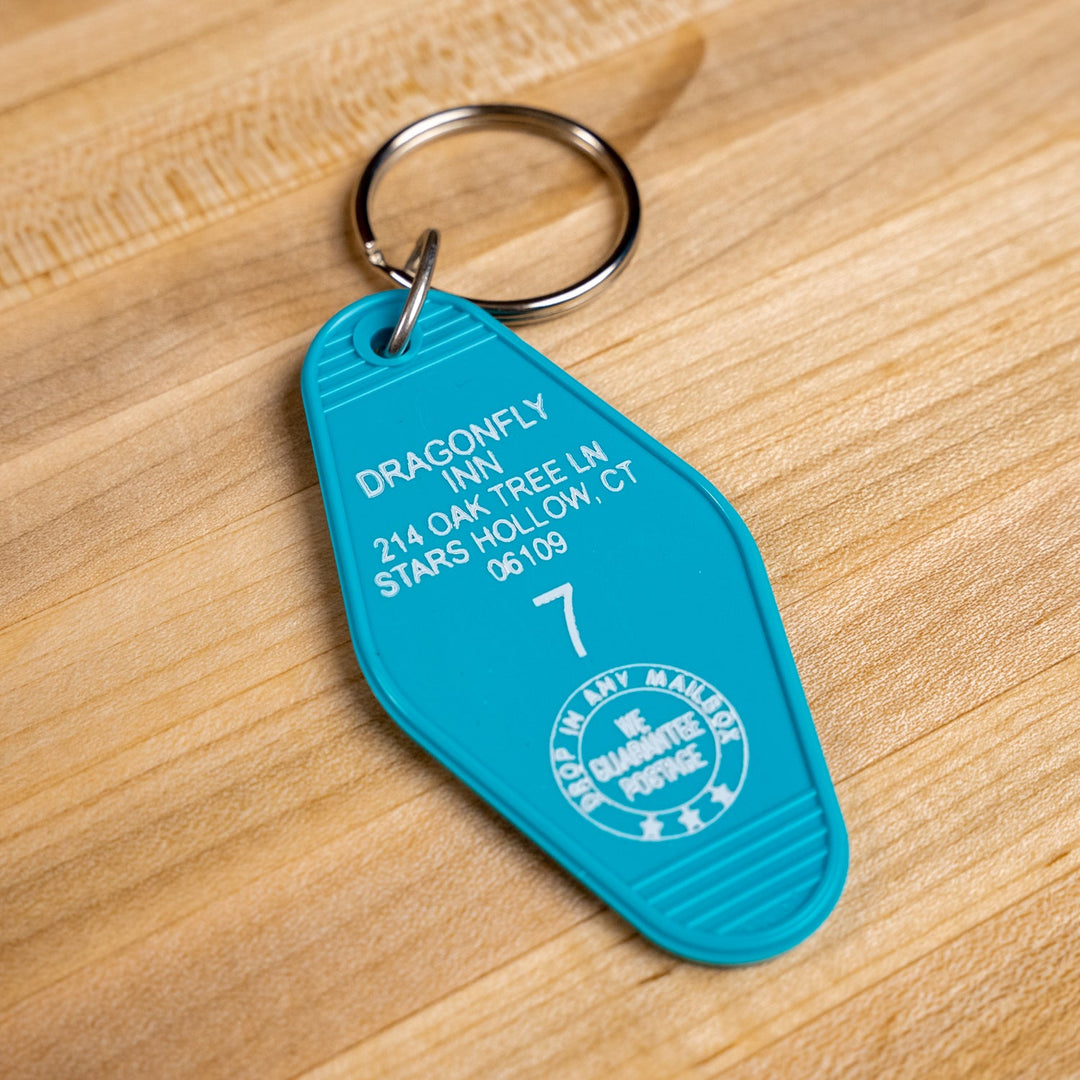 DRAGONFLY
INN
214 OAK TREE LN
STARS HOLLOW, CT
06109
7
DROP IN ANY MAILBOX
WE
GUARANTEE
POSTAGE